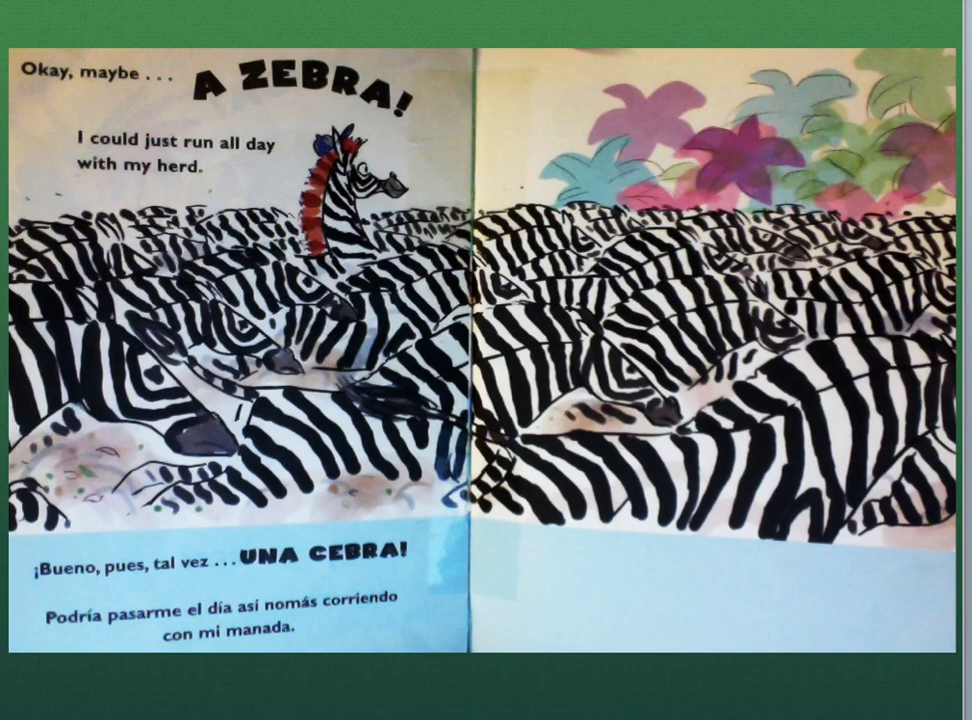 Okay, maybe . . . A ZEBRA!
I could just run all day
with my herd.
¡Bueno, pues, tal vez . . . UNA CEBRA!
Podría pasarme el día así nomás corriendo
con mi manada.